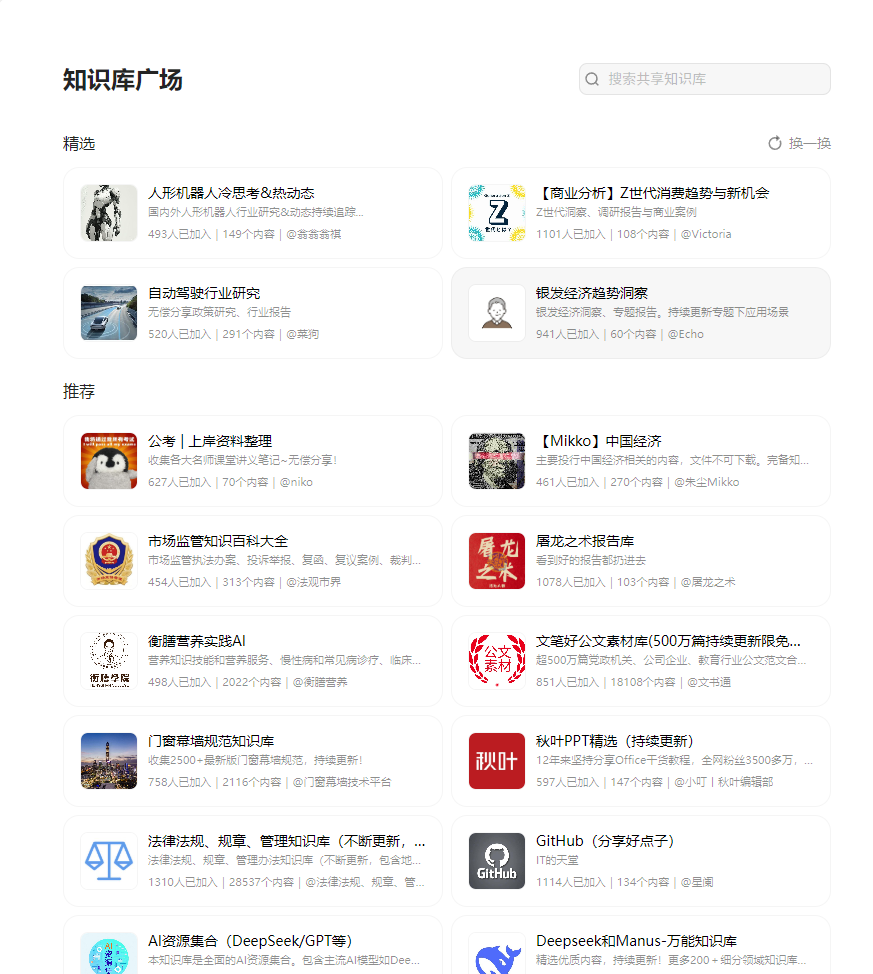 知识库广场
搜索共享知识库
精选
换一换
人形机器人冷思考&热动态
国内外人形机器人行业研究&动态持续追踪...
493人已加入 | 149个内容 | @翁翁翁祺
Z
世代とは?
【商业分析】Z世代消费趋势与新机会
Z世代洞察、调研报告与商业案例
1101人已加入 | 108个内容 | @Victoria
自动驾驶行业研究
无偿分享政策研究、行业报告
520人已加入 | 291个内容 | @菜狗
银发经济趋势洞察
银发经济洞察、专题报告。持续更新专题下应用场景
941人已加入 | 60个内容 | @Echo
推荐
I will pass all my exams
公考 | 上岸资料整理
收集各大名师课堂讲义笔记~无偿分享!
627人已加入 | 70个内容 | @niko
【Mikko】中国经济
主要投行中国经济相关的内容，文件不可下载。完备知...
461人已加入 | 270个内容 | @朱尘Mikko
市场监管知识百科大全
市场监管执法办案、投诉举报、复函、复议案例、裁判...
454人已加入 | 313个内容 | @法观市界
屠龙之术
屠龙之术报告库
看到好的报告都扔进去
1078人已加入 | 103个内容 | @屠龙之术
衡膳学院
衡膳营养实践AI
营养知识技能和营养服务、慢性病和常见病诊疗、临床...
498人已加入 | 2022个内容 | @衡膳营养
公文
素材
文笔好公文素材库(500万篇持续更新限免...
超500万篇党政机关、公司企业、教育行业公文范文合...
851人已加入 | 18108个内容 | @文书通
门窗幕墙规范知识库
收集2500+最新版门窗幕墙规范，持续更新!
758人已加入 | 2116个内容 | @门窗幕墙技术平台
秋叶
秋叶PPT精选（持续更新）
12年来坚持分享Office干货教程，全网粉丝3500多万，...
597人已加入 | 147个内容 | @小叮丨秋叶编辑部
法律法规、规章、管理知识库（不断更新，...
法律法规、规章、管理办法知识库（不断更新，包含地...
1310人已加入 | 28537个内容 | @法律法规、规章、管...
GitHub
GitHub（分享好点子）
IT的天堂
1114人已加入 | 134个内容 | @星阑
AI资源集合（DeepSeek/GPT等）
本知识库是全面的AI资源集合。包含主流AI模型如Dee...
Deepseek和Manus-万能知识库
精选优质内容，持续更新！更多200+细分领域知识库...